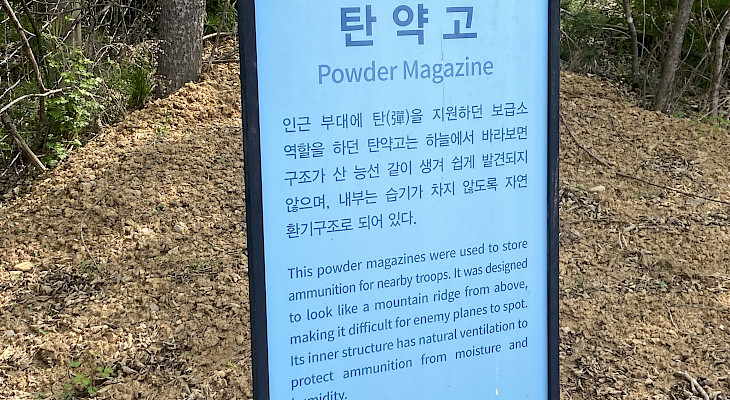 탄약고
Powder Magazine
인근 부대에 탄(彈)을 지원하던 보급소
역할을 하던 탄약고는 하늘에서 바라보면
구조가 산 능선 같이 생겨 쉽게 발견되지
않으며, 내부는 습기가 차지 않도록 자연
환기구조로 되어 있다.
This powder magazines were used to store
ammunition for nearby troops. It was designed
to look like a mountain ridge from above,
making it difficult for enemy planes to spot.
Its inner structure has natural ventilation to
protect ammunition from moisture and
humidity.